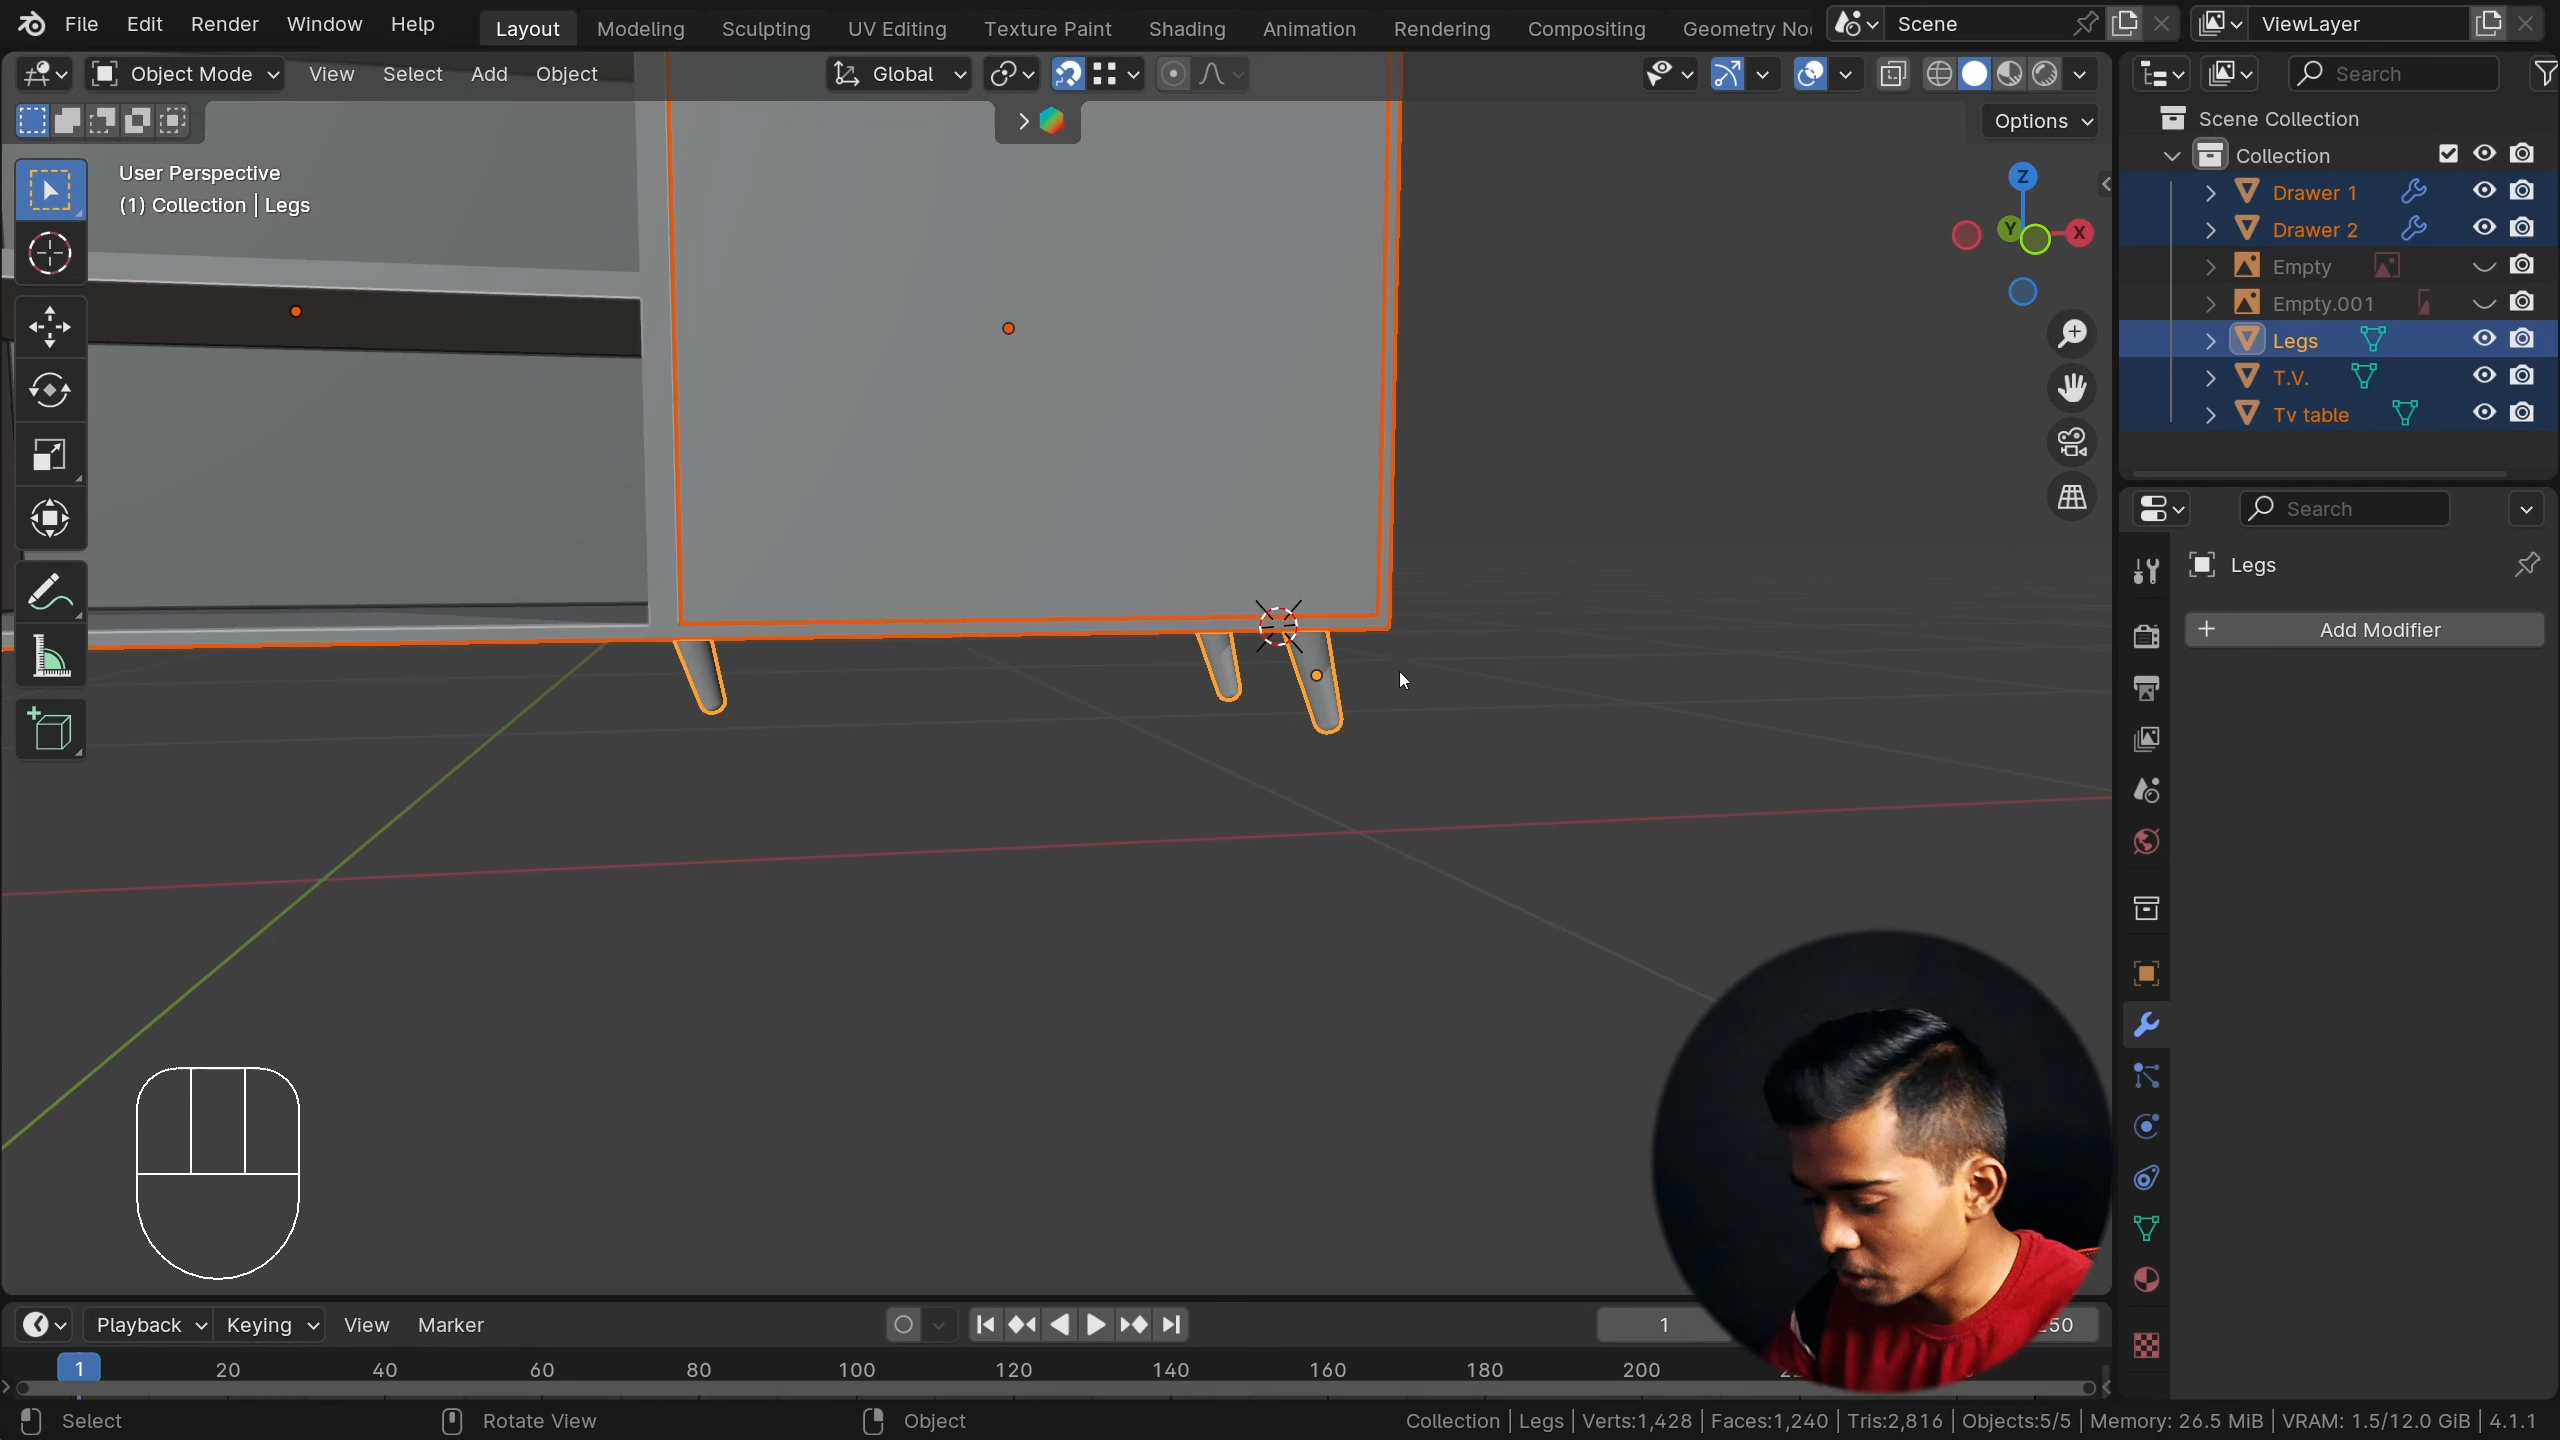 File Edit Render Window Help Layout Modeling Sculpting UV Editing Texture Paint Shading Animation Rendering Compositing Geometry No Scene ViewLayer
Object Mode View Select Add Object Global Search
Options
User Perspective
(1) Collection | Legs
Z
Y
X
Scene Collection
Collection
Drawer 1
Drawer 2
Empty
Empty.001
Legs
T.V.
Tv table
Search
Legs
+ Add Modifier
Playback Keying View Marker 1 50
1 20 40 60 80 100 120 140 160 180 200
Select Rotate View Object Collection | Legs | Verts:1,428 | Faces:1,240 | Tris:2,816 | Objects:5/5 | Memory: 26.5 MiB | VRAM: 1.5/12.0 GiB | 4.1.1